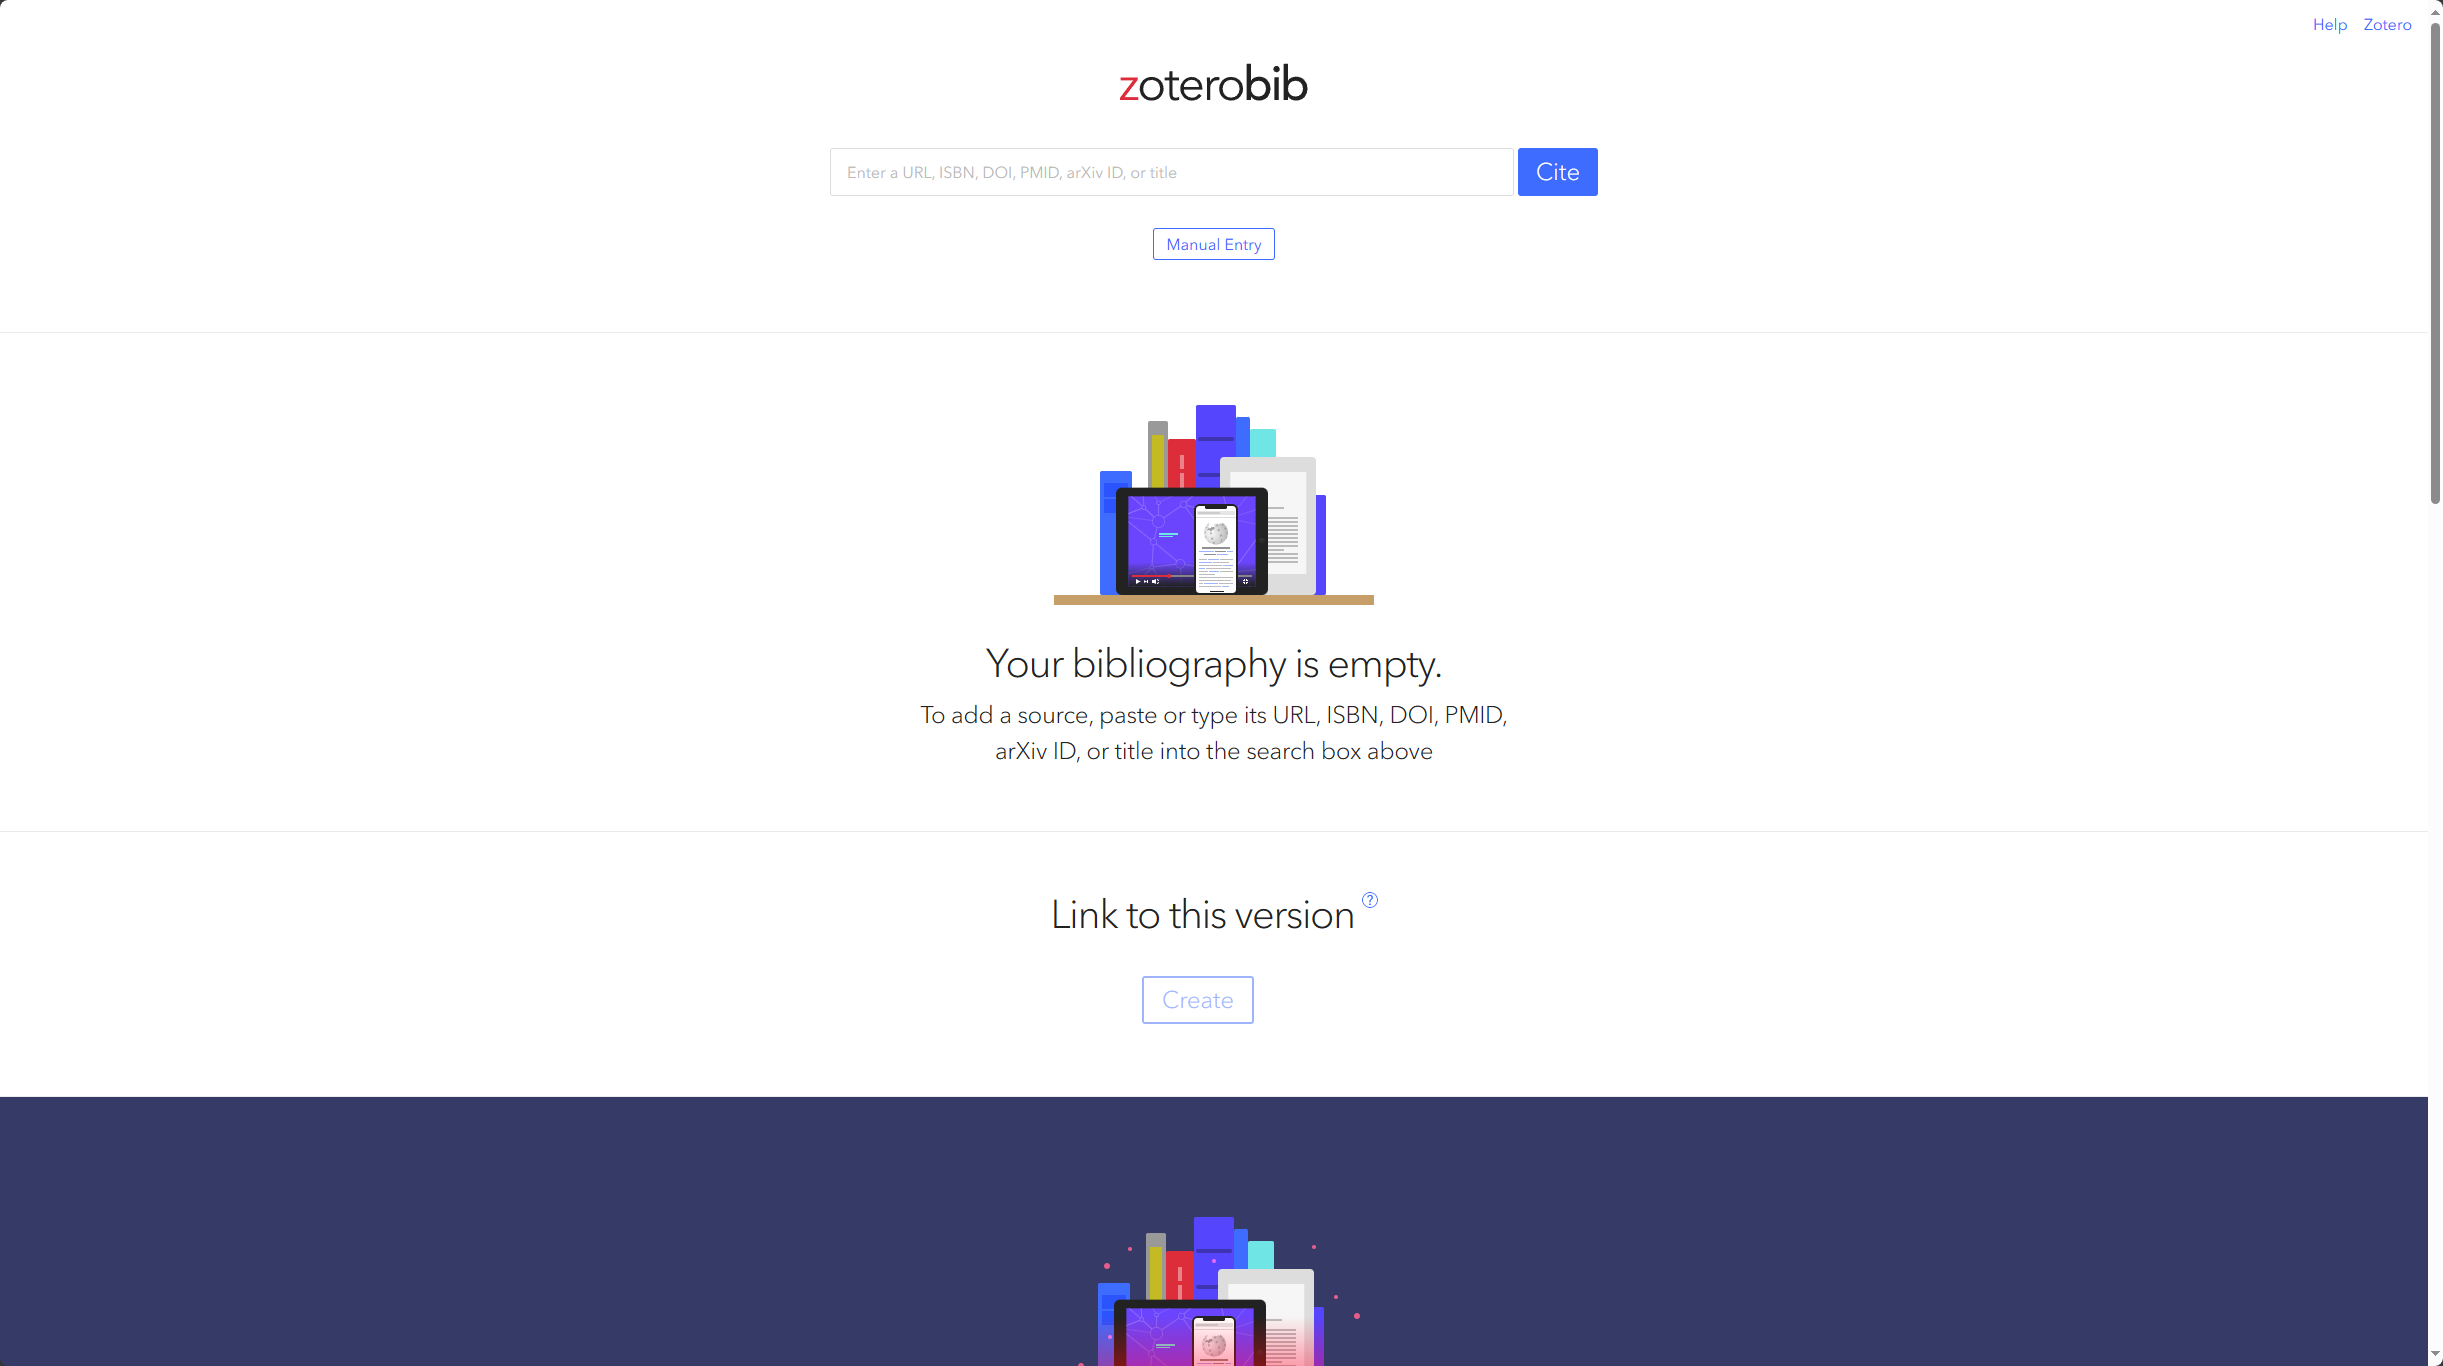 Help Zotero
zoterobib
Enter a URL, ISBN, DOI, PMID, arXiv ID, or title
Cite
Manual Entry
Your bibliography is empty.
To add a source, paste or type its URL, ISBN, DOI, PMID,
arXiv ID, or title into the search box above
Link to this version ?
Create